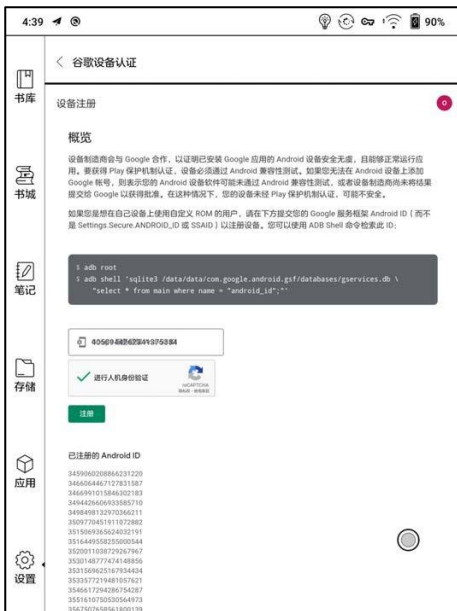 4:39
90%
谷歌设备认证
设备注册
书库
书城
笔记
存储
应用
设置
概览
设备制造商会与 Google 合作，以证明已安装 Google 应用的 Android 设备安全无虞，且能够正常运行应
用。要获得 Play 保护机制认证，设备必须通过 Android 兼容性测试。如果您无法在 Android 设备上添加
Google 帐号，则表示您的 Android 设备软件可能未通过 Android 兼容性测试，或者设备制造商尚未将结果
提交给 Google 以获得批准。在这种情况下，您的设备未经 Play 保护机制认证，可能不安全。
如果您是想在自己设备上使用自定义 ROM 的用户，请在下方提交您的 Google 服务框架 Android ID（而不
是 Settings.Secure.ANDROID_ID 或 SSAID）以注册设备。您可以使用 ADB Shell 命令检索此 ID：
$ adb root
$ adb shell 'sqlite3 /data/data/com.google.android.gsf/databases/gservices.db \
"select * from main where name = "android_id";"'
进行人机身份验证
reCAPTCHA
注册
已注册的 Android ID
3459060208866231220
3466064467127831587
3466991015846302183
3494426606933585710
3498498132970366211
3509770451911072882
3515069365624032191
3516449558255000544
3520011038729267967
3530148777474148856
3531569625167934434
3533577219481057621
3546617294286754287
3551610750530564973